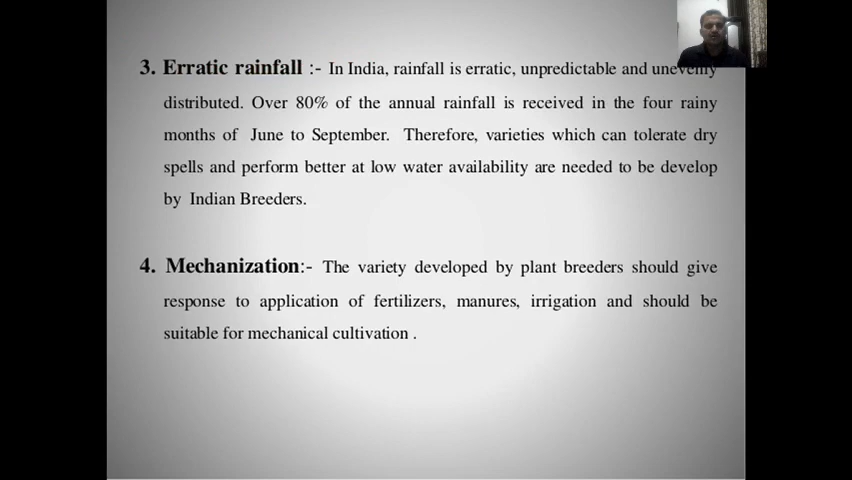 3. Erratic rainfall :- In India, rainfall is erratic, unpredictable and unevenly
distributed. Over 80% of the annual rainfall is received in the four rainy
months of June to September. Therefore, varieties which can tolerate dry
spells and perform better at low water availability are needed to be develop
by Indian Breeders.
4. Mechanization:- The variety developed by plant breeders should give
response to application of fertilizers, manures, irrigation and should be
suitable for mechanical cultivation .